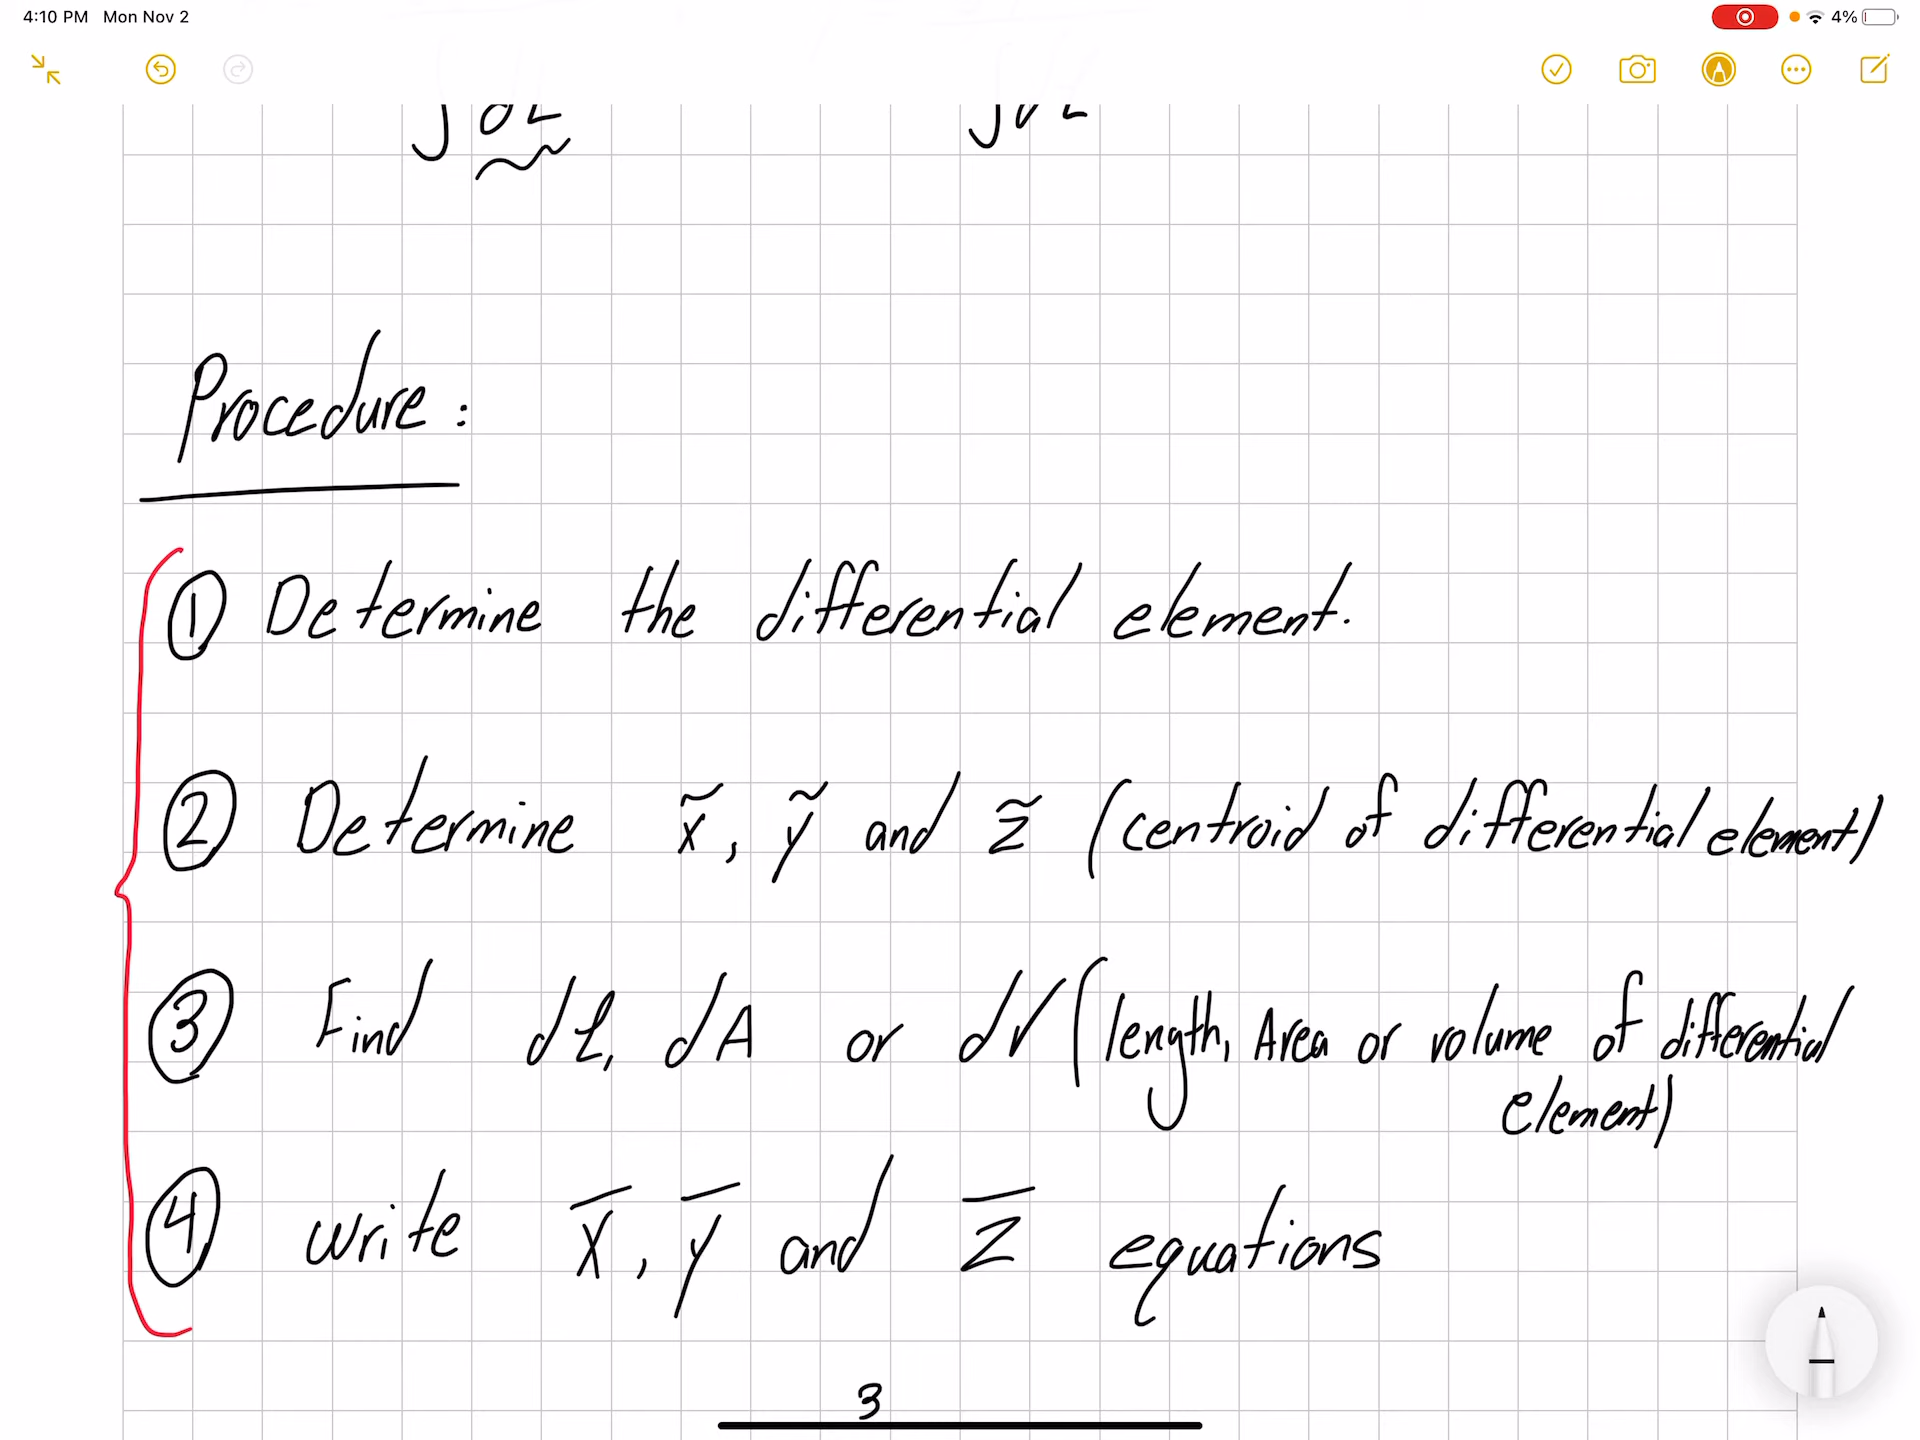 4:10 PM Mon Nov 2 4%
∫dL ∫dL
Procedure:
① Determine the differential element.
② Determine x̃, ỹ and z̃ (centroid of differential element)
③ Find dL, dA or dV (length, Area or volume of differential
element)
④ write x̄, ȳ and z̄ equations
3